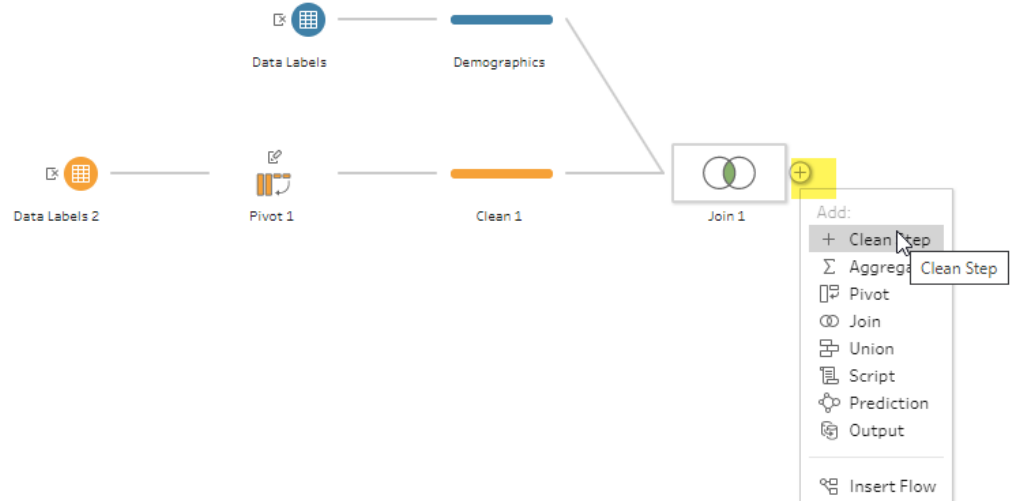 Data Labels
Demographics
Data Labels 2
Pivot 1
Clean 1
Join 1
Add:
Clean Step
Clean Step
Pivot
Join
Union
Script
Prediction
Output
Insert Flow